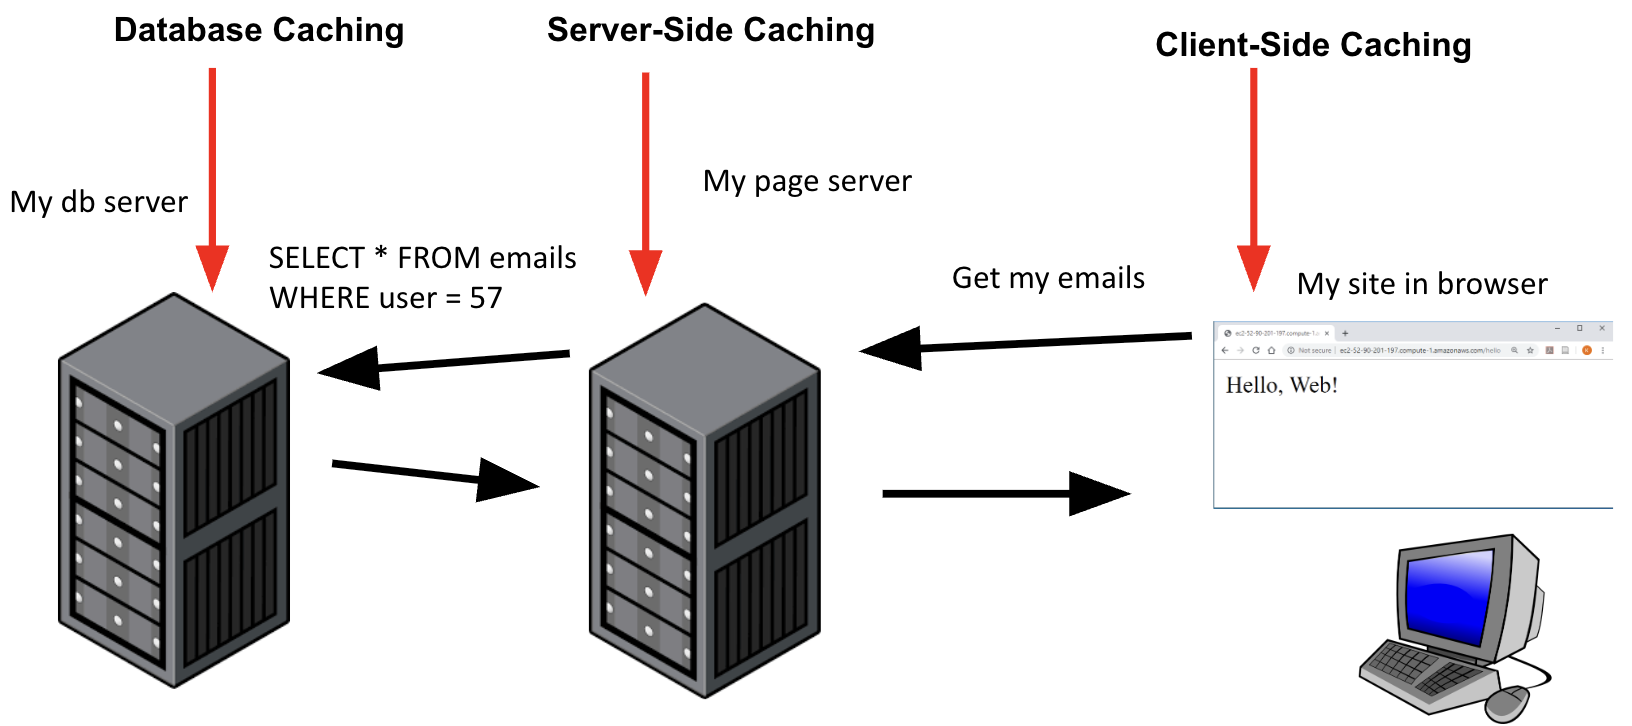 Database Caching
Server-Side Caching
Client-Side Caching
My db server
My page server
SELECT * FROM emails
WHERE user = 57
Get my emails
My site in browser
ec2-52-90-201-197.compute-1.
Not secure | ec2-52-90-201-197.compute-1.amazonaws.com/hello
Hello, Web!